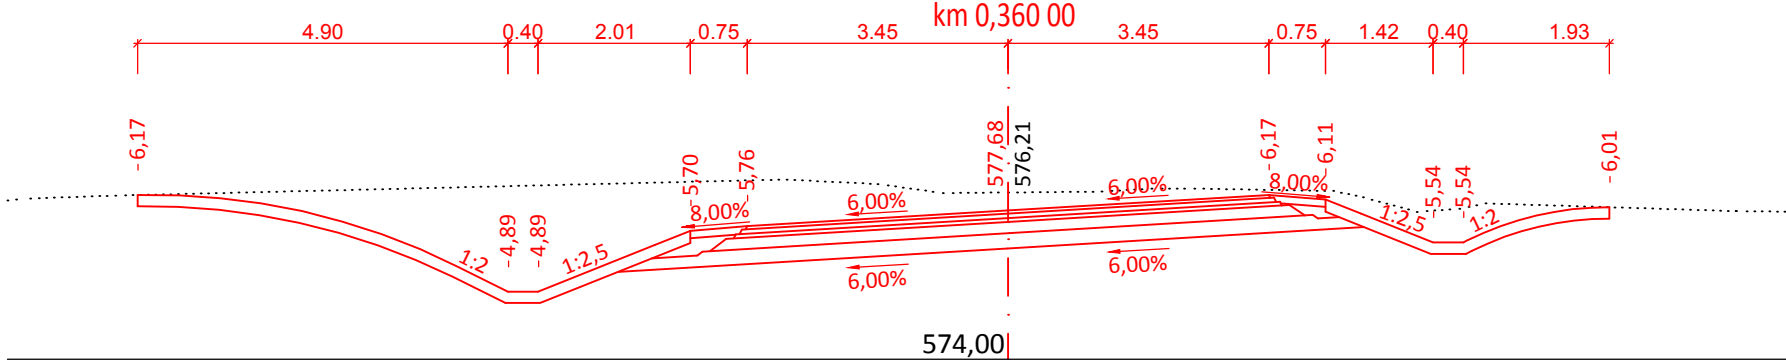 km 0,360 00
4.90 0.40 2.01 0.75 3.45 3.45 0.75 1.42 0.40 1.93
-6,17 -4,89 -4,89 -5,70 -5,76 577,68 576,21 -6,17 -6,11 -5,54 -5,54 -6,01
1:2 1:2,5 8,00% 6,00% 6,00% 8,00% 1:2,5 1:2
6,00% 6,00%
574,00